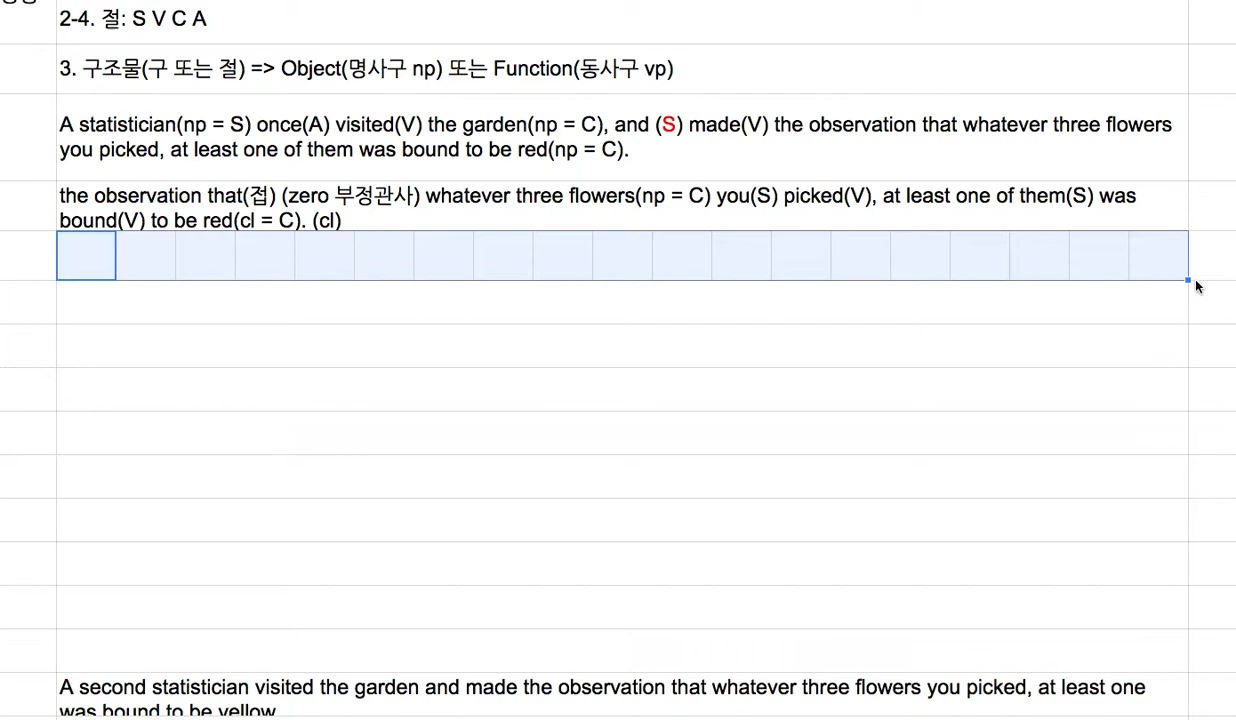 2-4. 절: S V C A
3. 구조물(구 또는 절) => Object(명사구 np) 또는 Function(동사구 vp)
A statistician(np = S) once(A) visited(V) the garden(np = C), and (S) made(V) the observation that whatever three flowers
you picked, at least one of them was bound to be red(np = C).
the observation that(접) (zero 부정관사) whatever three flowers(np = C) you(S) picked(V), at least one of them(S) was
bound(V) to be red(cl = C). (cl)
A second statistician visited the garden and made the observation that whatever three flowers you picked, at least one
was bound to be yellow